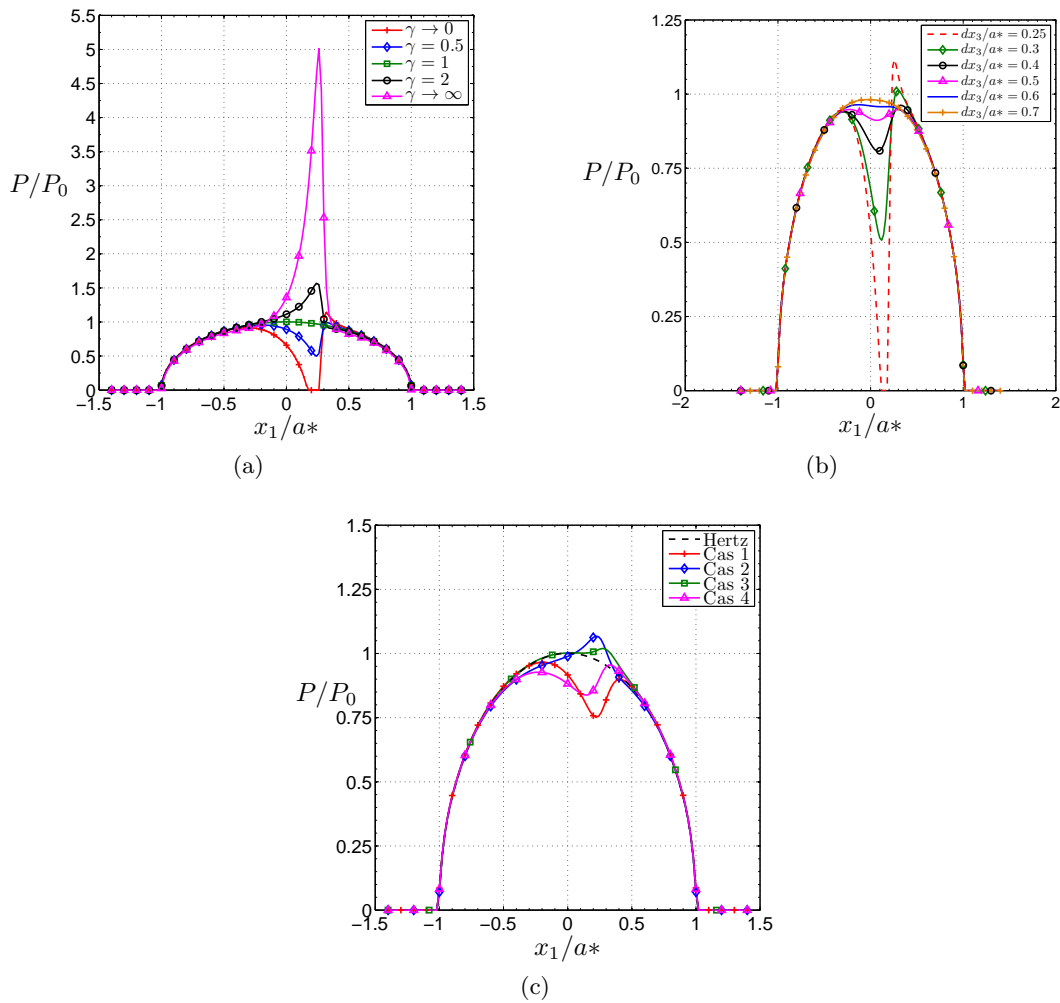 5.5
5
4.5
4
3.5
3
2.5
2
1.5
1
0.5
0
P/P₀
−1.5 −1 −0.5 0 0.5 1 1.5
x₁/a∗
γ → 0
γ = 0.5
γ = 1
γ = 2
γ → ∞
(a)
1.25
1
0.75
0.5
0.25
0
P/P₀
−2 −1 0 1 2
x₁/a∗
dx₃/a∗ = 0.25
dx₃/a∗ = 0.3
dx₃/a∗ = 0.4
dx₃/a∗ = 0.5
dx₃/a∗ = 0.6
dx₃/a∗ = 0.7
(b)
1.5
1.25
1
0.75
0.5
0.25
0
P/P₀
−1.5 −1 −0.5 0 0.5 1 1.5
x₁/a∗
Hertz
Cas 1
Cas 2
Cas 3
Cas 4
(c)